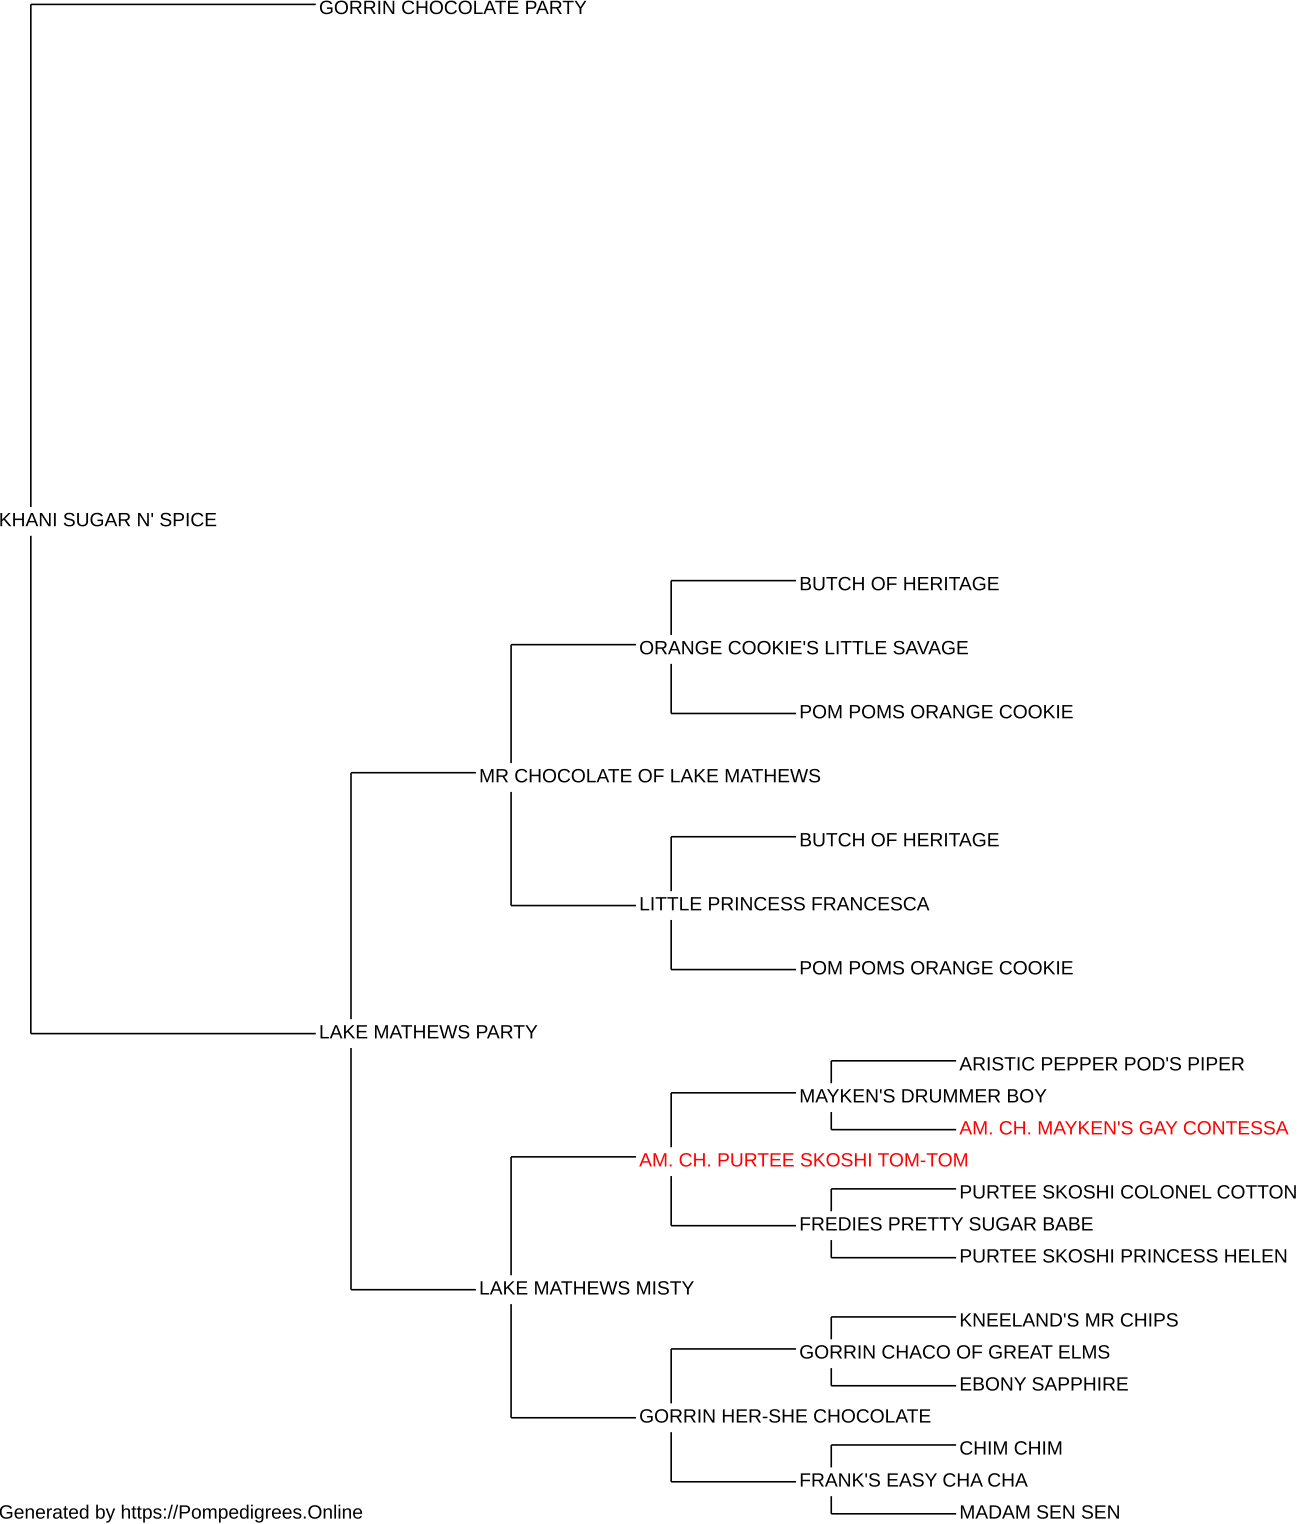 GORRIN CHOCOLATE PARTY
KHANI SUGAR N' SPICE
BUTCH OF HERITAGE
ORANGE COOKIE'S LITTLE SAVAGE
POM POMS ORANGE COOKIE
MR CHOCOLATE OF LAKE MATHEWS
BUTCH OF HERITAGE
LITTLE PRINCESS FRANCESCA
POM POMS ORANGE COOKIE
LAKE MATHEWS PARTY
ARISTIC PEPPER POD'S PIPER
MAYKEN'S DRUMMER BOY
AM. CH. MAYKEN'S GAY CONTESSA
AM. CH. PURTEE SKOSHI TOM-TOM
PURTEE SKOSHI COLONEL COTTON
FREDIES PRETTY SUGAR BABE
PURTEE SKOSHI PRINCESS HELEN
LAKE MATHEWS MISTY
KNEELAND'S MR CHIPS
GORRIN CHACO OF GREAT ELMS
EBONY SAPPHIRE
GORRIN HER-SHE CHOCOLATE
CHIM CHIM
FRANK'S EASY CHA CHA
MADAM SEN SEN
Generated by https://Pompedigrees.Online